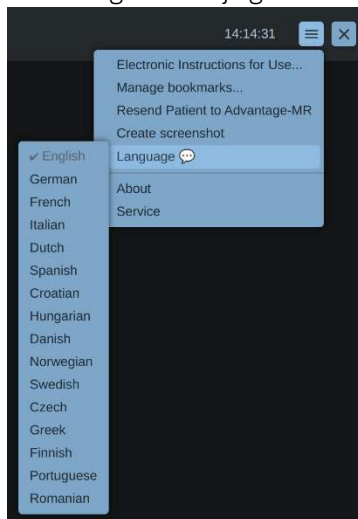 14:14:31
Electronic Instructions for Use...
Manage bookmarks...
Resend Patient to Advantage-MR
Create screenshot
Language 💬
About
Service
✔ English
German
French
Italian
Dutch
Spanish
Croatian
Hungarian
Danish
Norwegian
Swedish
Czech
Greek
Finnish
Portuguese
Romanian